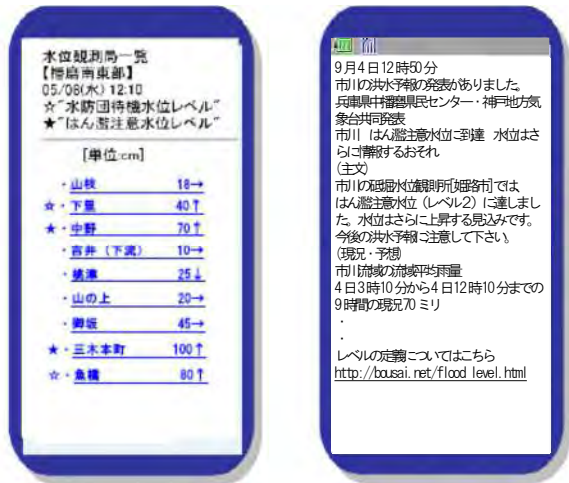 水位観測局一覧
【播磨南東部】
05/08(水) 12:10
☆"水防団待機水位レベル"
★"はん濫注意水位レベル"
[単位:cm]
・山枝 18→
☆・下里 40↑
★・中野 70↑
・吉井（下流） 10→
25↓
・山の上 20→
・御坂 45→
★・三木本町 100↑
☆・魚橋 80↑
9月4日12時50分
市川の洪水予報の発表がありました。
兵庫県中播磨県民センター・神戸地方気
象台共同発表
市川 はん濫注意水位に到達 水位はさ
らに情報するおそれ
(主文)
市川の砥堀水位観測所[姫路市]では、
はん濫注意水位（レベル2）に達しまし
た。水位はさらに上昇する見込みです。
今後の洪水予報に注意して下さい。
(現況・予想)
市川流域の流域平均雨量
4日3時10分から4日12時10分までの
9時間の現況70ミリ
・
・
レベルの定義についてはこちら
http://bousai.net/flood level.html